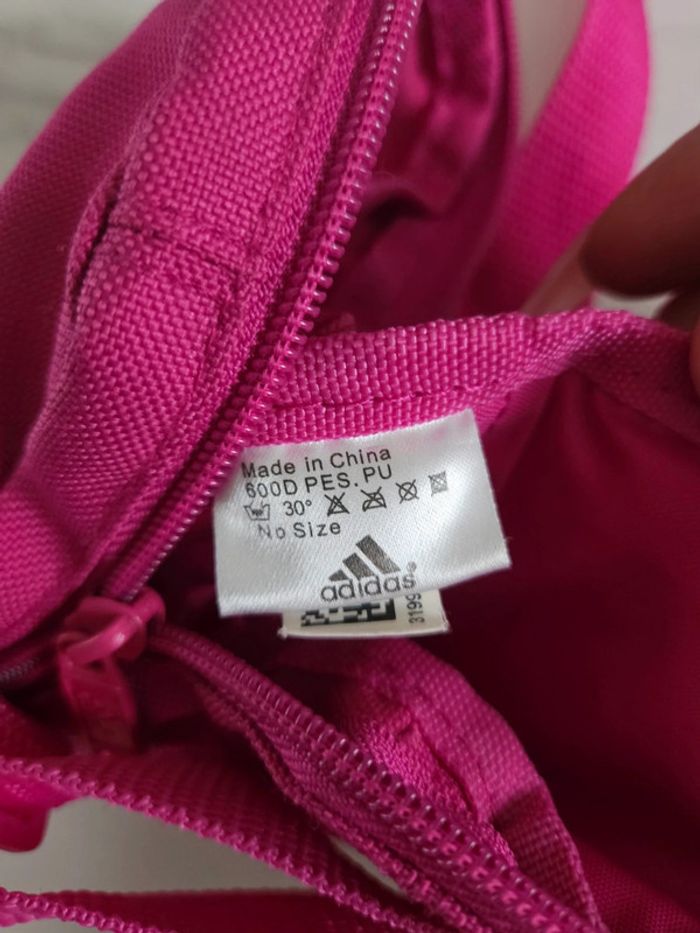 Made in China
600D PES. PU
30°
No Size
adidas®
3199